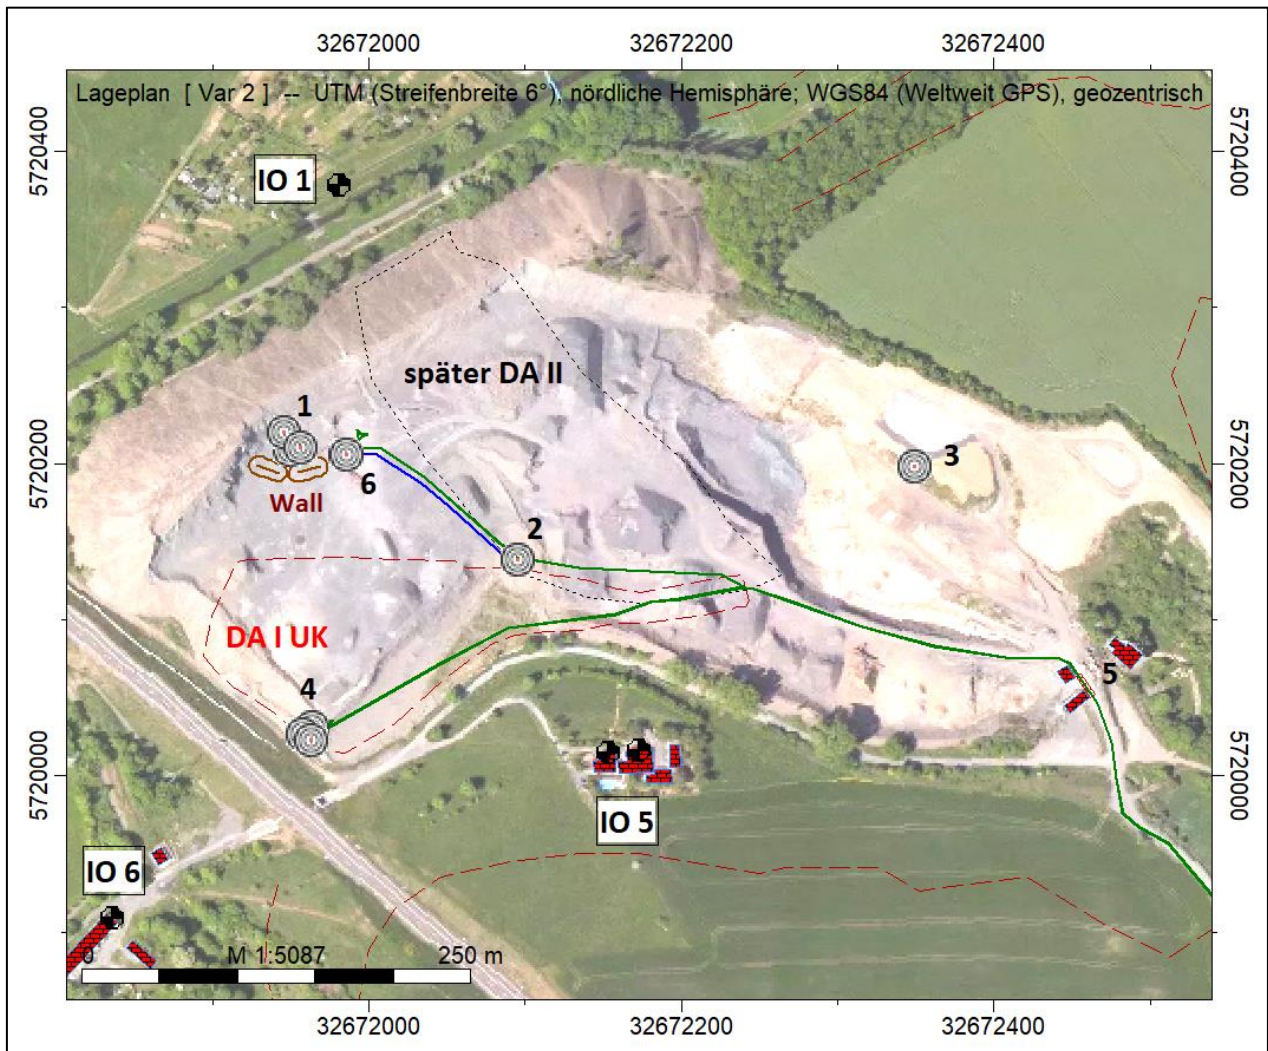 32672000 32672200 32672400
Lageplan [ Var 2 ] -- UTM (Streifenbreite 6°), nördliche Hemisphäre; WGS84 (Weltweit GPS), geozentrisch
5720400 5720400
IO 1
später DA II
1
5720200 5720200
3
6
Wall
2
DA I UK
5
4
5720000 5720000
IO 5
IO 6
0 M 1:5087 250 m
32672000 32672200 32672400